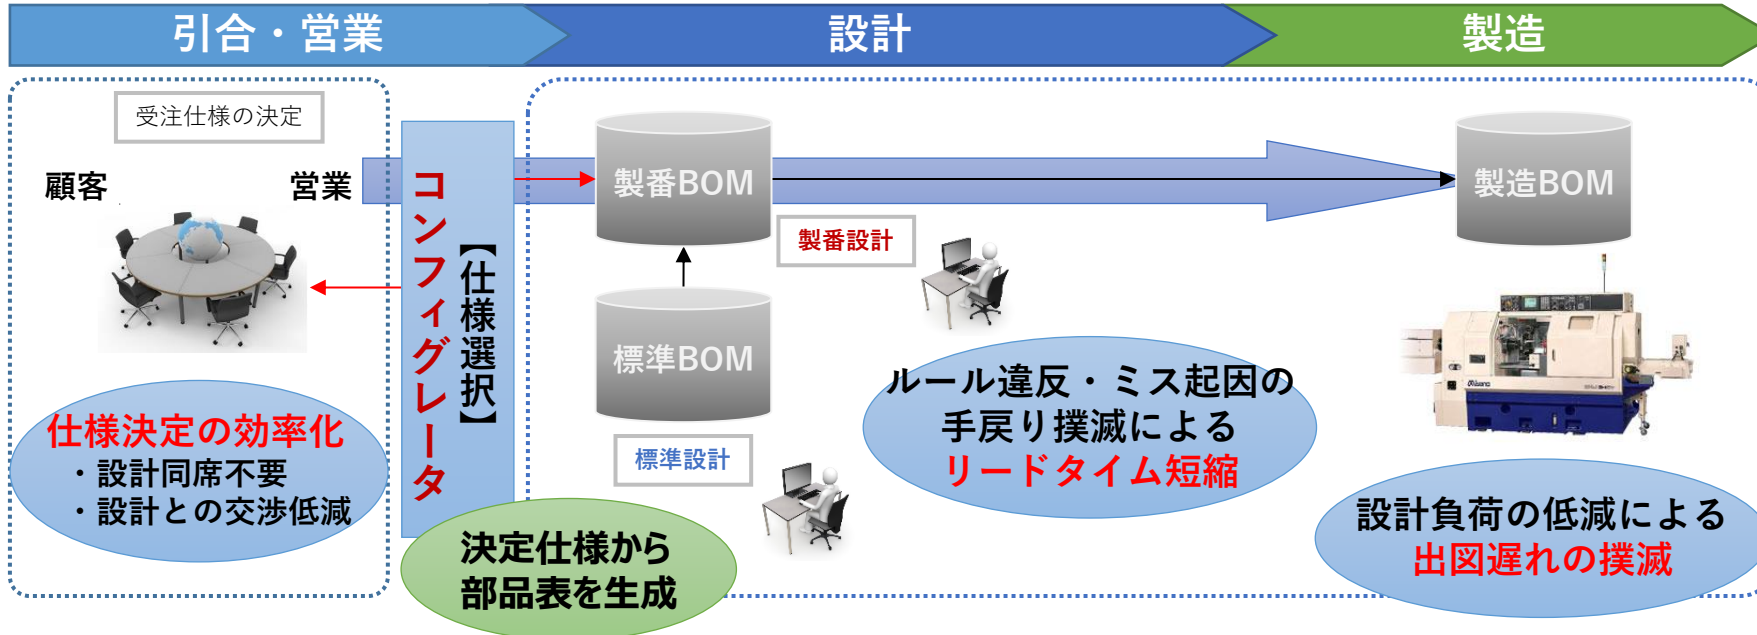 引合・営業
設計
製造
受注仕様の決定
顧客
営業
コンフィグレータ
【仕様選択】
製番BOM
製造BOM
製番設計
標準BOM
標準設計
仕様決定の効率化
・設計同席不要
・設計との交渉低減
決定仕様から
部品表を生成
ルール違反・ミス起因の
手戻り撲滅による
リードタイム短縮
設計負荷の低減による
出図遅れの撲滅